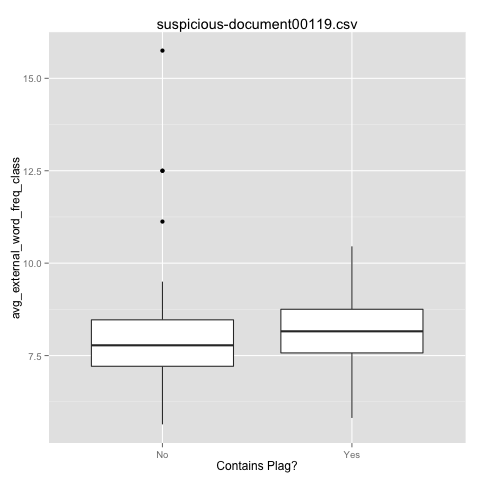 suspicious-document00119.csv
avg_external_word_freq_class
15.0
12.5
10.0
7.5
No
Yes
Contains Plag?